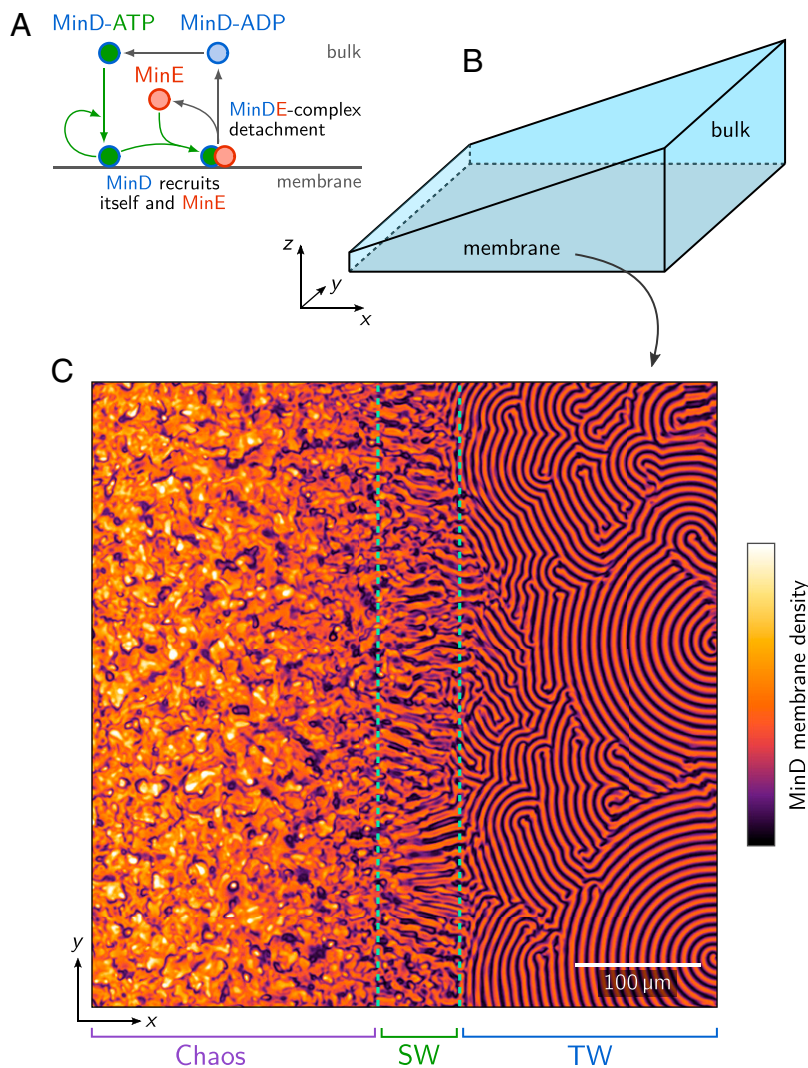 A
MinD-ATP
MinD-ADP
bulk
MinE
MinDE-complex
detachment
membrane
MinD recruits
itself and MinE
B
bulk
membrane
z
y
x
C
MinD membrane density
100 µm
y
x
Chaos
SW
TW